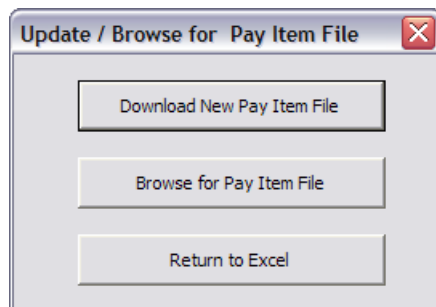 Update / Browse for Pay Item File
Download New Pay Item File
Browse for Pay Item File
Return to Excel